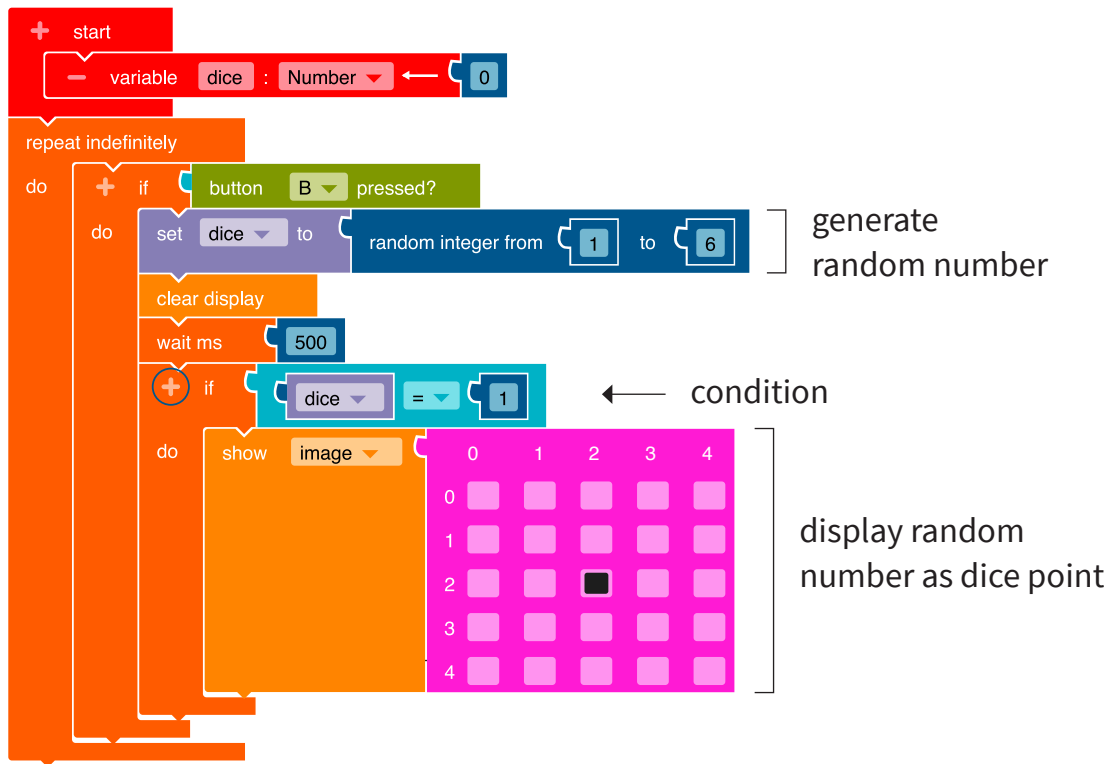 + start
− variable dice : Number ← 0
repeat indefinitely
do + if button B pressed?
do set dice to random integer from 1 to 6
generate
random number
clear display
wait ms 500
+ if dice = 1
condition
do show image 0 1 2 3 4
0
1
2
3
4
display random
number as dice point